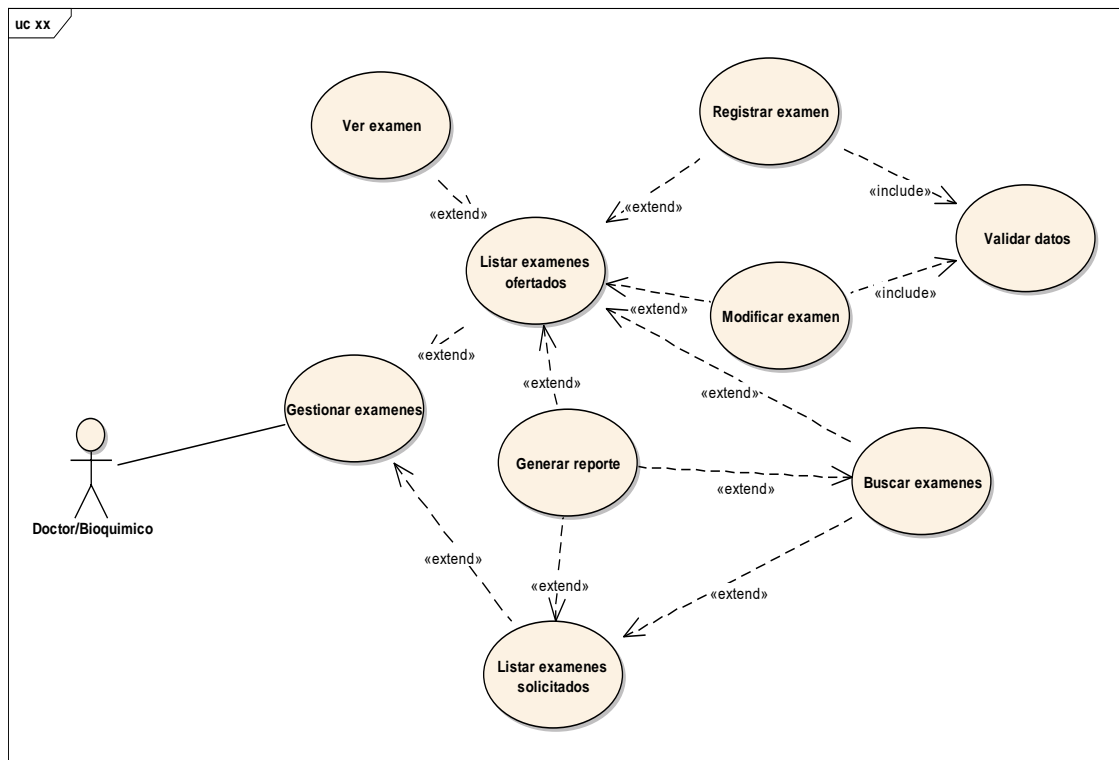 uc xx
Ver examen
Registrar examen
«extend»
«extend»
«include»
Validar datos
Listar examenes
ofertados
«extend»
Modificar examen
«include»
«extend»
Gestionar examenes
«extend»
«extend»
Generar reporte
«extend»
Buscar examenes
Doctor/Bioquimico
«extend»
«extend»
«extend»
Listar examenes
solicitados